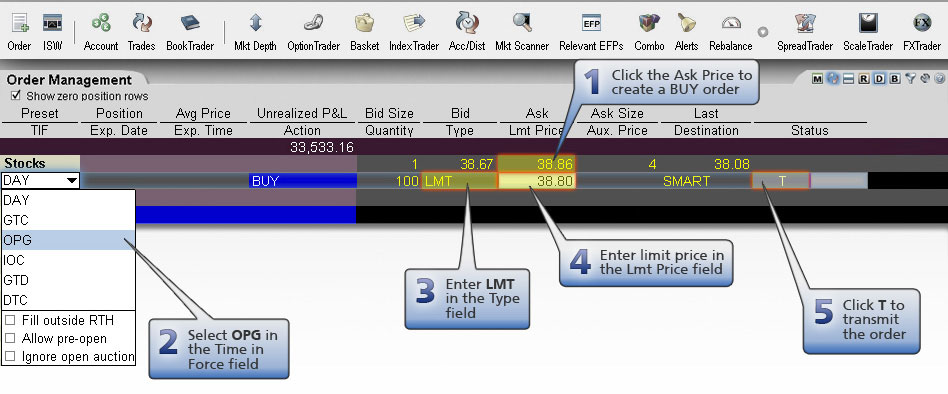 Order ISW Account Trades BookTrader Mkt Depth OptionTrader Basket IndexTrader Acc/Dist Mkt Scanner EFP Relevant EFPs Combo Alerts Rebalance SpreadTrader ScaleTrader FX FXTrader
Order Management
M R D B
Show zero position rows
Preset Position Avg Price Unrealized P&L Bid Size Bid Ask Ask Size Last
TIF Exp. Date Exp. Time Action Quantity Type Lmt Price Aux. Price Destination Status
33,533.16
Stocks 1 38.67 38.86 4 38.08
DAY BUY 100 LMT 38.80 SMART T
DAY
GTC
OPG
IOC
GTD
DTC
Fill outside RTH
Allow pre-open
Ignore open auction
1 Click the Ask Price to
create a BUY order
2 Select OPG in
the Time in
Force field
3 Enter LMT
in the Type
field
4 Enter limit price in
the Lmt Price field
5 Click T to
transmit
the order